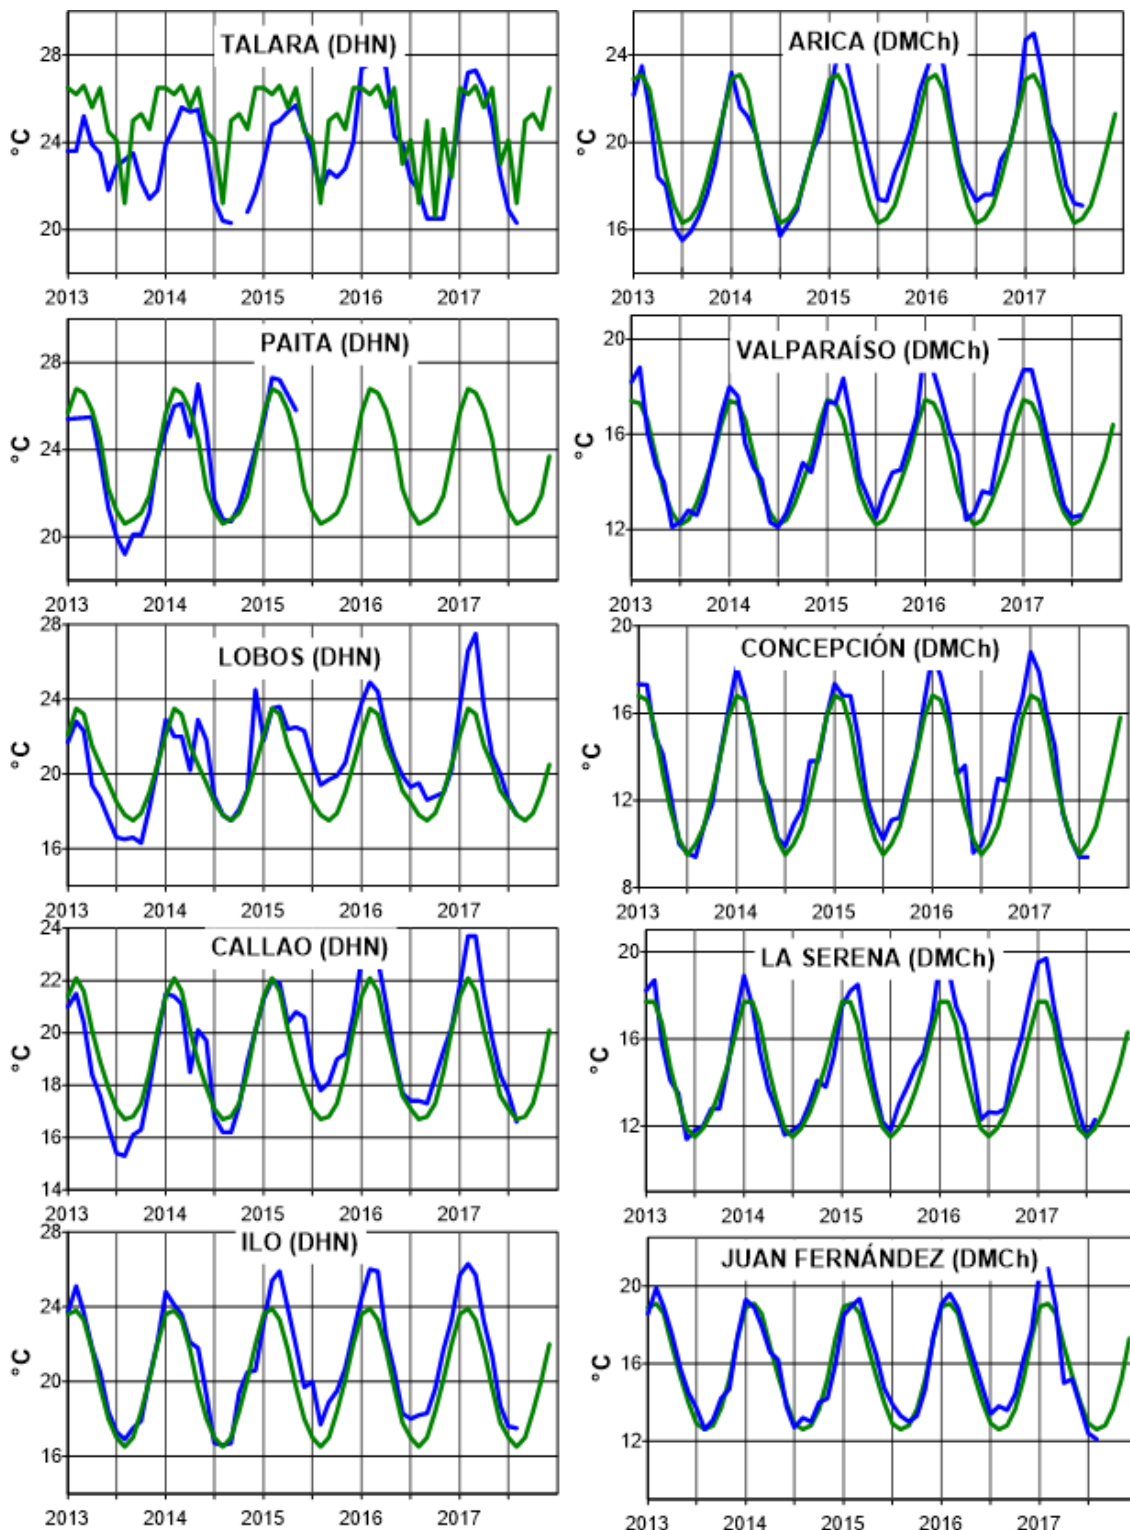 TALARA (DHN)
28
24
20
°C
2013 2014 2015 2016 2017
PAITA (DHN)
28
24
20
°C
2013 2014 2015 2016 2017
LOBOS (DHN)
28
24
20
16
°C
2013 2014 2015 2016 2017
CALLAO (DHN)
24
22
20
18
16
14
°C
2013 2014 2015 2016 2017
ILO (DHN)
28
24
20
16
°C
2013 2014 2015 2016 2017
ARICA (DMCh)
24
20
16
°C
2013 2014 2015 2016 2017
VALPARAÍSO (DMCh)
20
16
12
°C
2013 2014 2015 2016 2017
CONCEPCIÓN (DMCh)
20
16
12
8
°C
2013 2014 2015 2016 2017
LA SERENA (DMCh)
20
16
12
°C
2013 2014 2015 2016 2017
JUAN FERNÁNDEZ (DMCh)
20
16
12
°C
2013 2014 2015 2016 2017